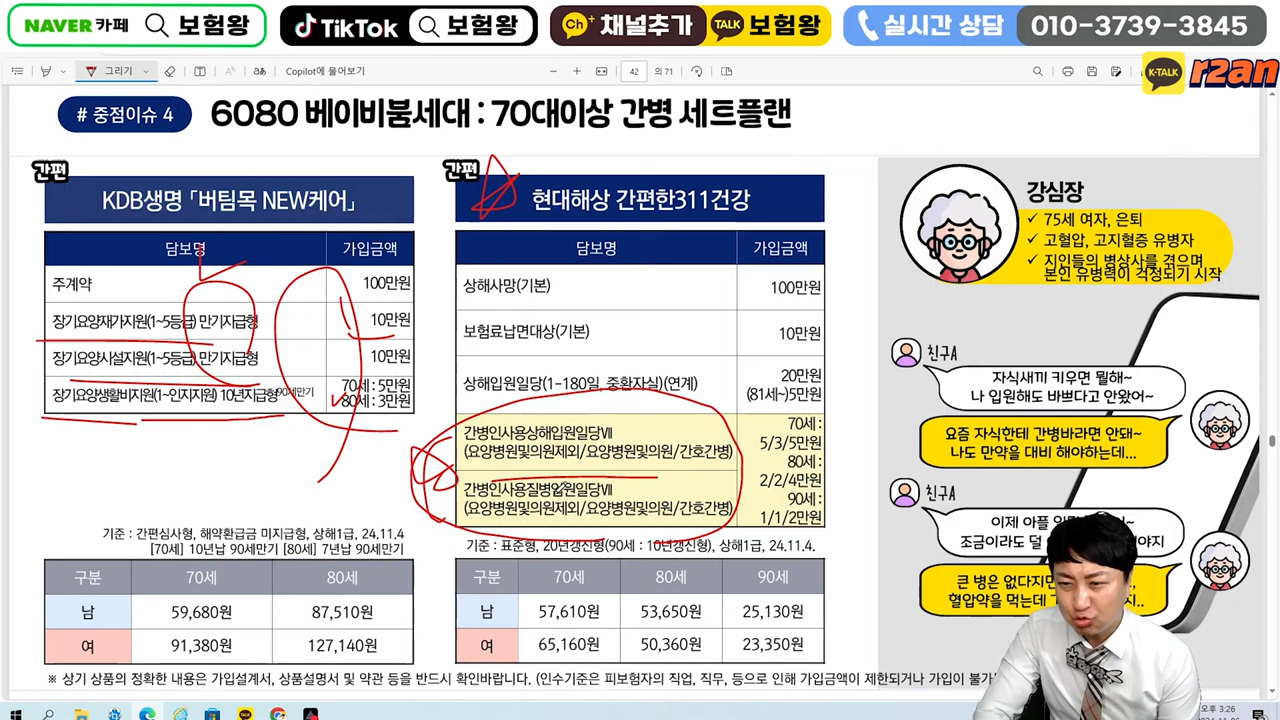 NAVER 카페 보험왕
TikTok 보험왕
Ch+ 채널추가 TALK 보험왕
실시간 상담 010-3739-3845
그리기
Copilot에 물어보기
42 의 71
K-TALK r2an
# 중점이슈 4
6080 베이비붐세대 : 70대이상 간병 세트플랜
간편
KDB생명 「버팀목 NEW케어」
담보명 가입금액
주계약 100만원
장기요양재가지원(1~5등급) 만기지급형 10만원
장기요양시설지원(1~5등급) 만기지급형 10만원
장기요양생활비지원(1~인지지원) 10년지급형 90세만기 70세 : 5만원
80세 : 3만원
기준 : 간편심사형, 해약환급금 미지급형, 상해1급, 24.11.4
[70세] 10년납 90세만기 [80세] 7년납 90세만기
구분 70세 80세
남 59,680원 87,510원
여 91,380원 127,140원
간편
현대해상 간편한311건강
담보명 가입금액
상해사망(기본) 100만원
보험료납면대상(기본) 10만원
상해입원일당(1-180일, 중환자실)(연계) 20만원
(81세~)5만원
간병인사용상해입원일당Ⅶ
(요양병원및의원제외/요양병원및의원/간호간병)
간병인사용질병입원일당Ⅶ
(요양병원및의원제외/요양병원및의원/간호간병)
70세 :
5/3/5만원
80세 :
2/2/4만원
90세 :
1/1/2만원
기준 : 표준형, 20년갱신형(90세 : 10년갱신형), 상해1급, 24.11.4.
구분 70세 80세 90세
남 57,610원 53,650원 25,130원
여 65,160원 50,360원 23,350원
강심장
✓ 75세 여자, 은퇴
✓ 고혈압, 고지혈증 유병자
✓ 지인들의 병상사를 겪으며
본인 유병력이 걱정되기 시작
친구A
자식새끼 키우면 뭘해~
나 입원해도 바쁘다고 안왔어~
요즘 자식한테 간병바라면 안돼~
나도 만약을 대비 해야하는데...
친구A
이제 아플
조금이라도 덜
큰 병은 없다지만
혈압약을 먹는데
※ 상기 상품의 정확한 내용은 가입설계서, 상품설명서 및 약관 등을 반드시 확인바랍니다. (인수기준은 피보험자의 직업, 직무, 등으로 인해 가입금액이 제한되거나 가입이 불가
오후 3:26